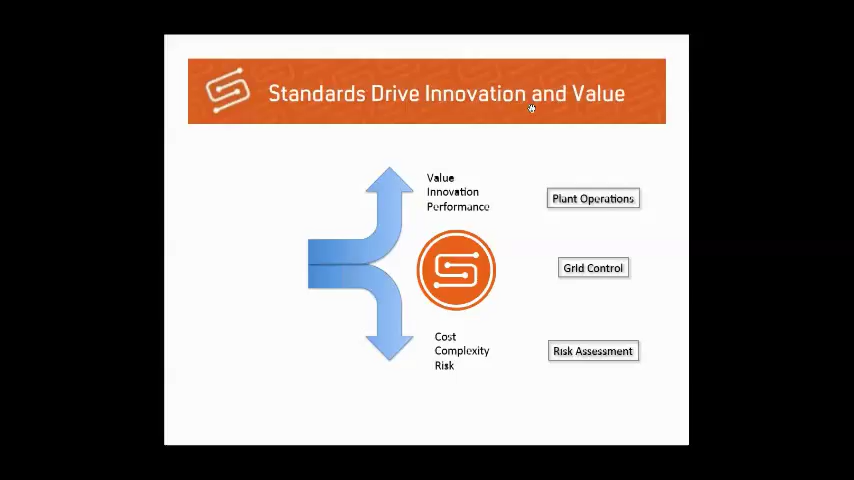 Standards Drive Innovation and Value
Value
Innovation
Performance
Plant Operations
Grid Control
Cost
Complexity
Risk
Risk Assessment